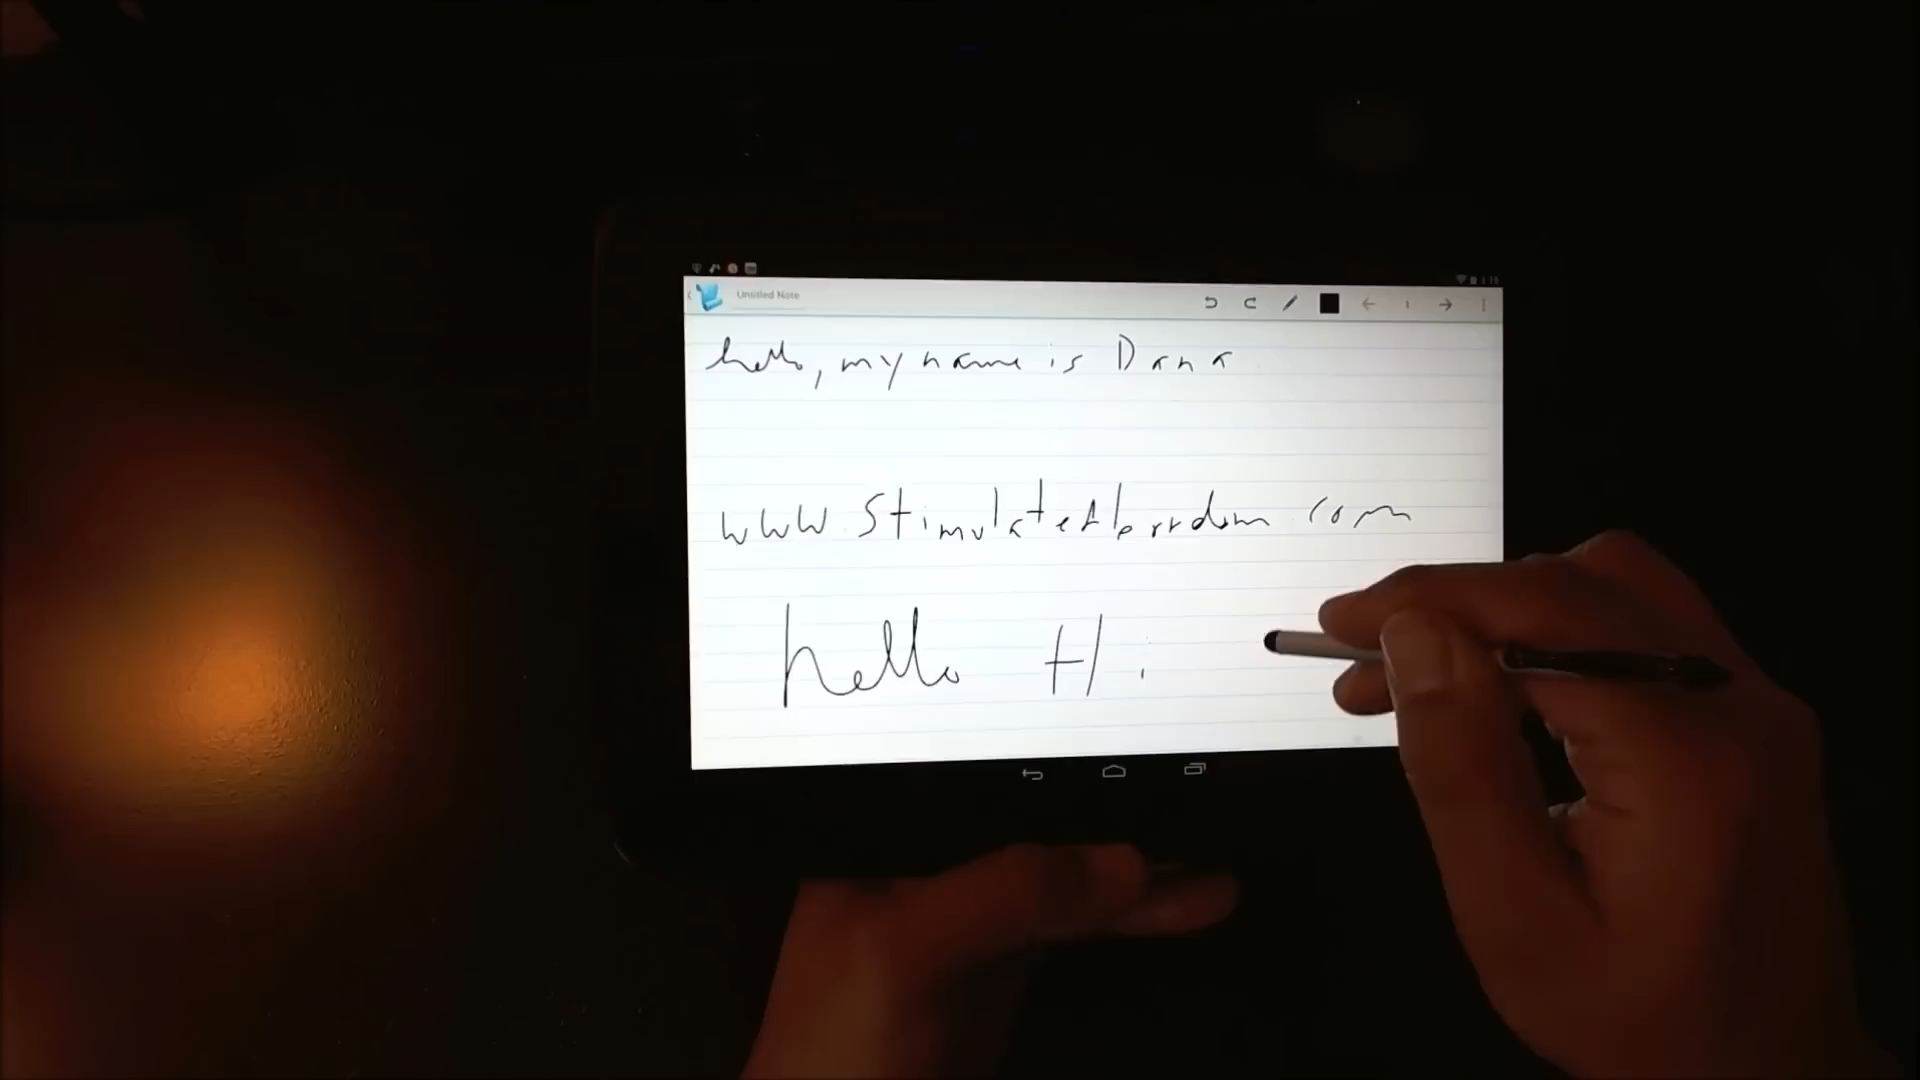 Untitled Note
hello, my name is Dana
www.Stimulatedboredom.com
hello Hi